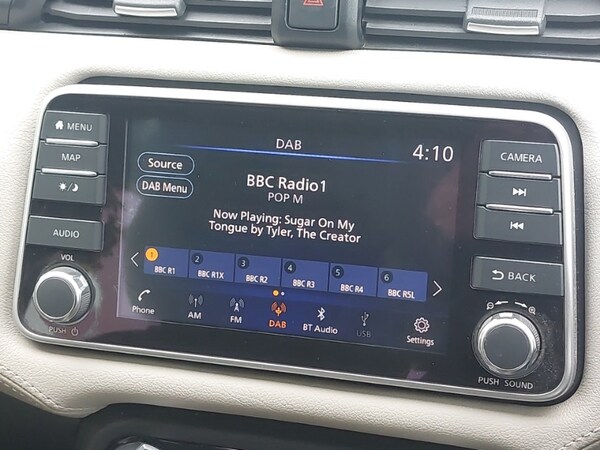 MENU
MAP
AUDIO
VOL
PUSH
DAB
4:10
Source
DAB Menu
BBC Radio1
POP M
Now Playing: Sugar On My
Tongue by Tyler, The Creator
1 2 3 4 5 6
BBC R1 BBC R1X BBC R2 BBC R3 BBC R4 BBC R5L
Phone AM FM DAB BT Audio USB Settings
CAMERA
BACK
PUSH SOUND